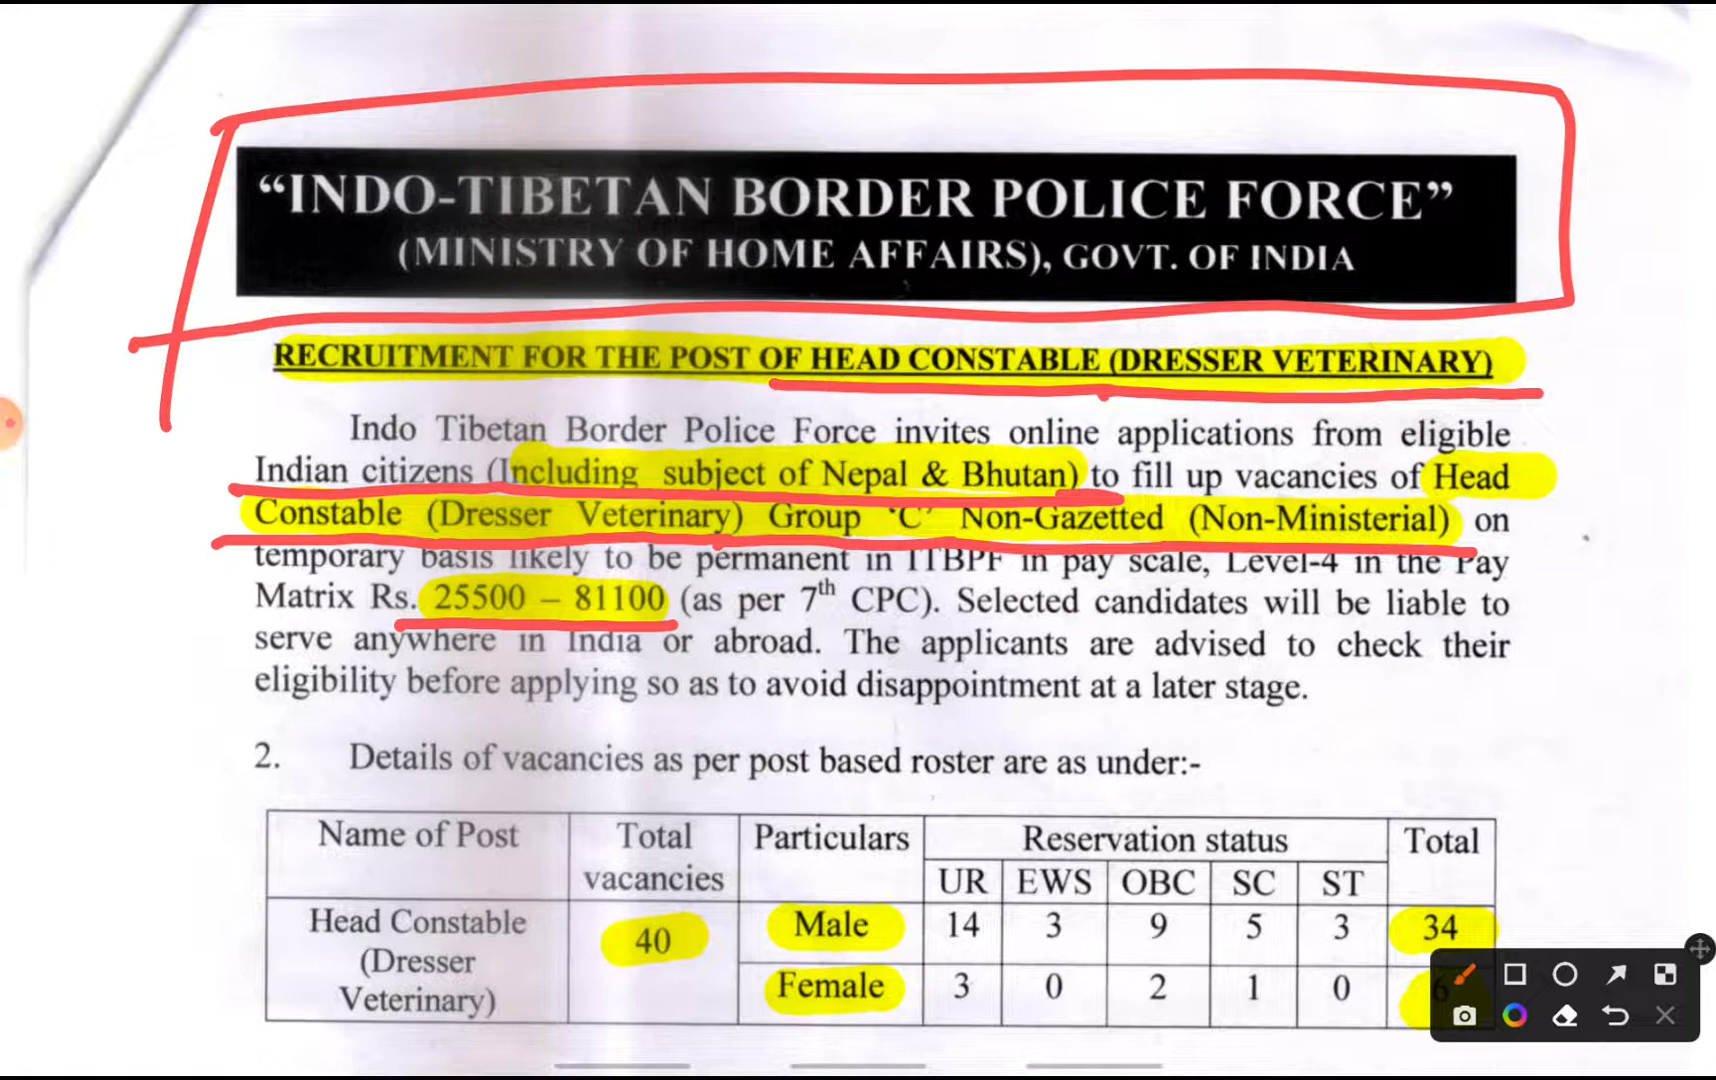 “INDO-TIBETAN BORDER POLICE FORCE”
(MINISTRY OF HOME AFFAIRS), GOVT. OF INDIA
RECRUITMENT FOR THE POST OF HEAD CONSTABLE (DRESSER VETERINARY)
Indo Tibetan Border Police Force invites online applications from eligible
Indian citizens (Including subject of Nepal & Bhutan) to fill up vacancies of Head
Constable (Dresser Veterinary) Group ‘C’ Non-Gazetted (Non-Ministerial) on
temporary basis likely to be permanent in ITBPF in pay scale, Level-4 in the Pay
Matrix Rs. 25500 – 81100 (as per 7th CPC). Selected candidates will be liable to
serve anywhere in India or abroad. The applicants are advised to check their
eligibility before applying so as to avoid disappointment at a later stage.
2. Details of vacancies as per post based roster are as under:-
Name of Post Total vacancies Particulars Reservation status Total
UR EWS OBC SC ST
Head Constable (Dresser Veterinary) 40 Male 14 3 9 5 3 34
Female 3 0 2 1 0 6